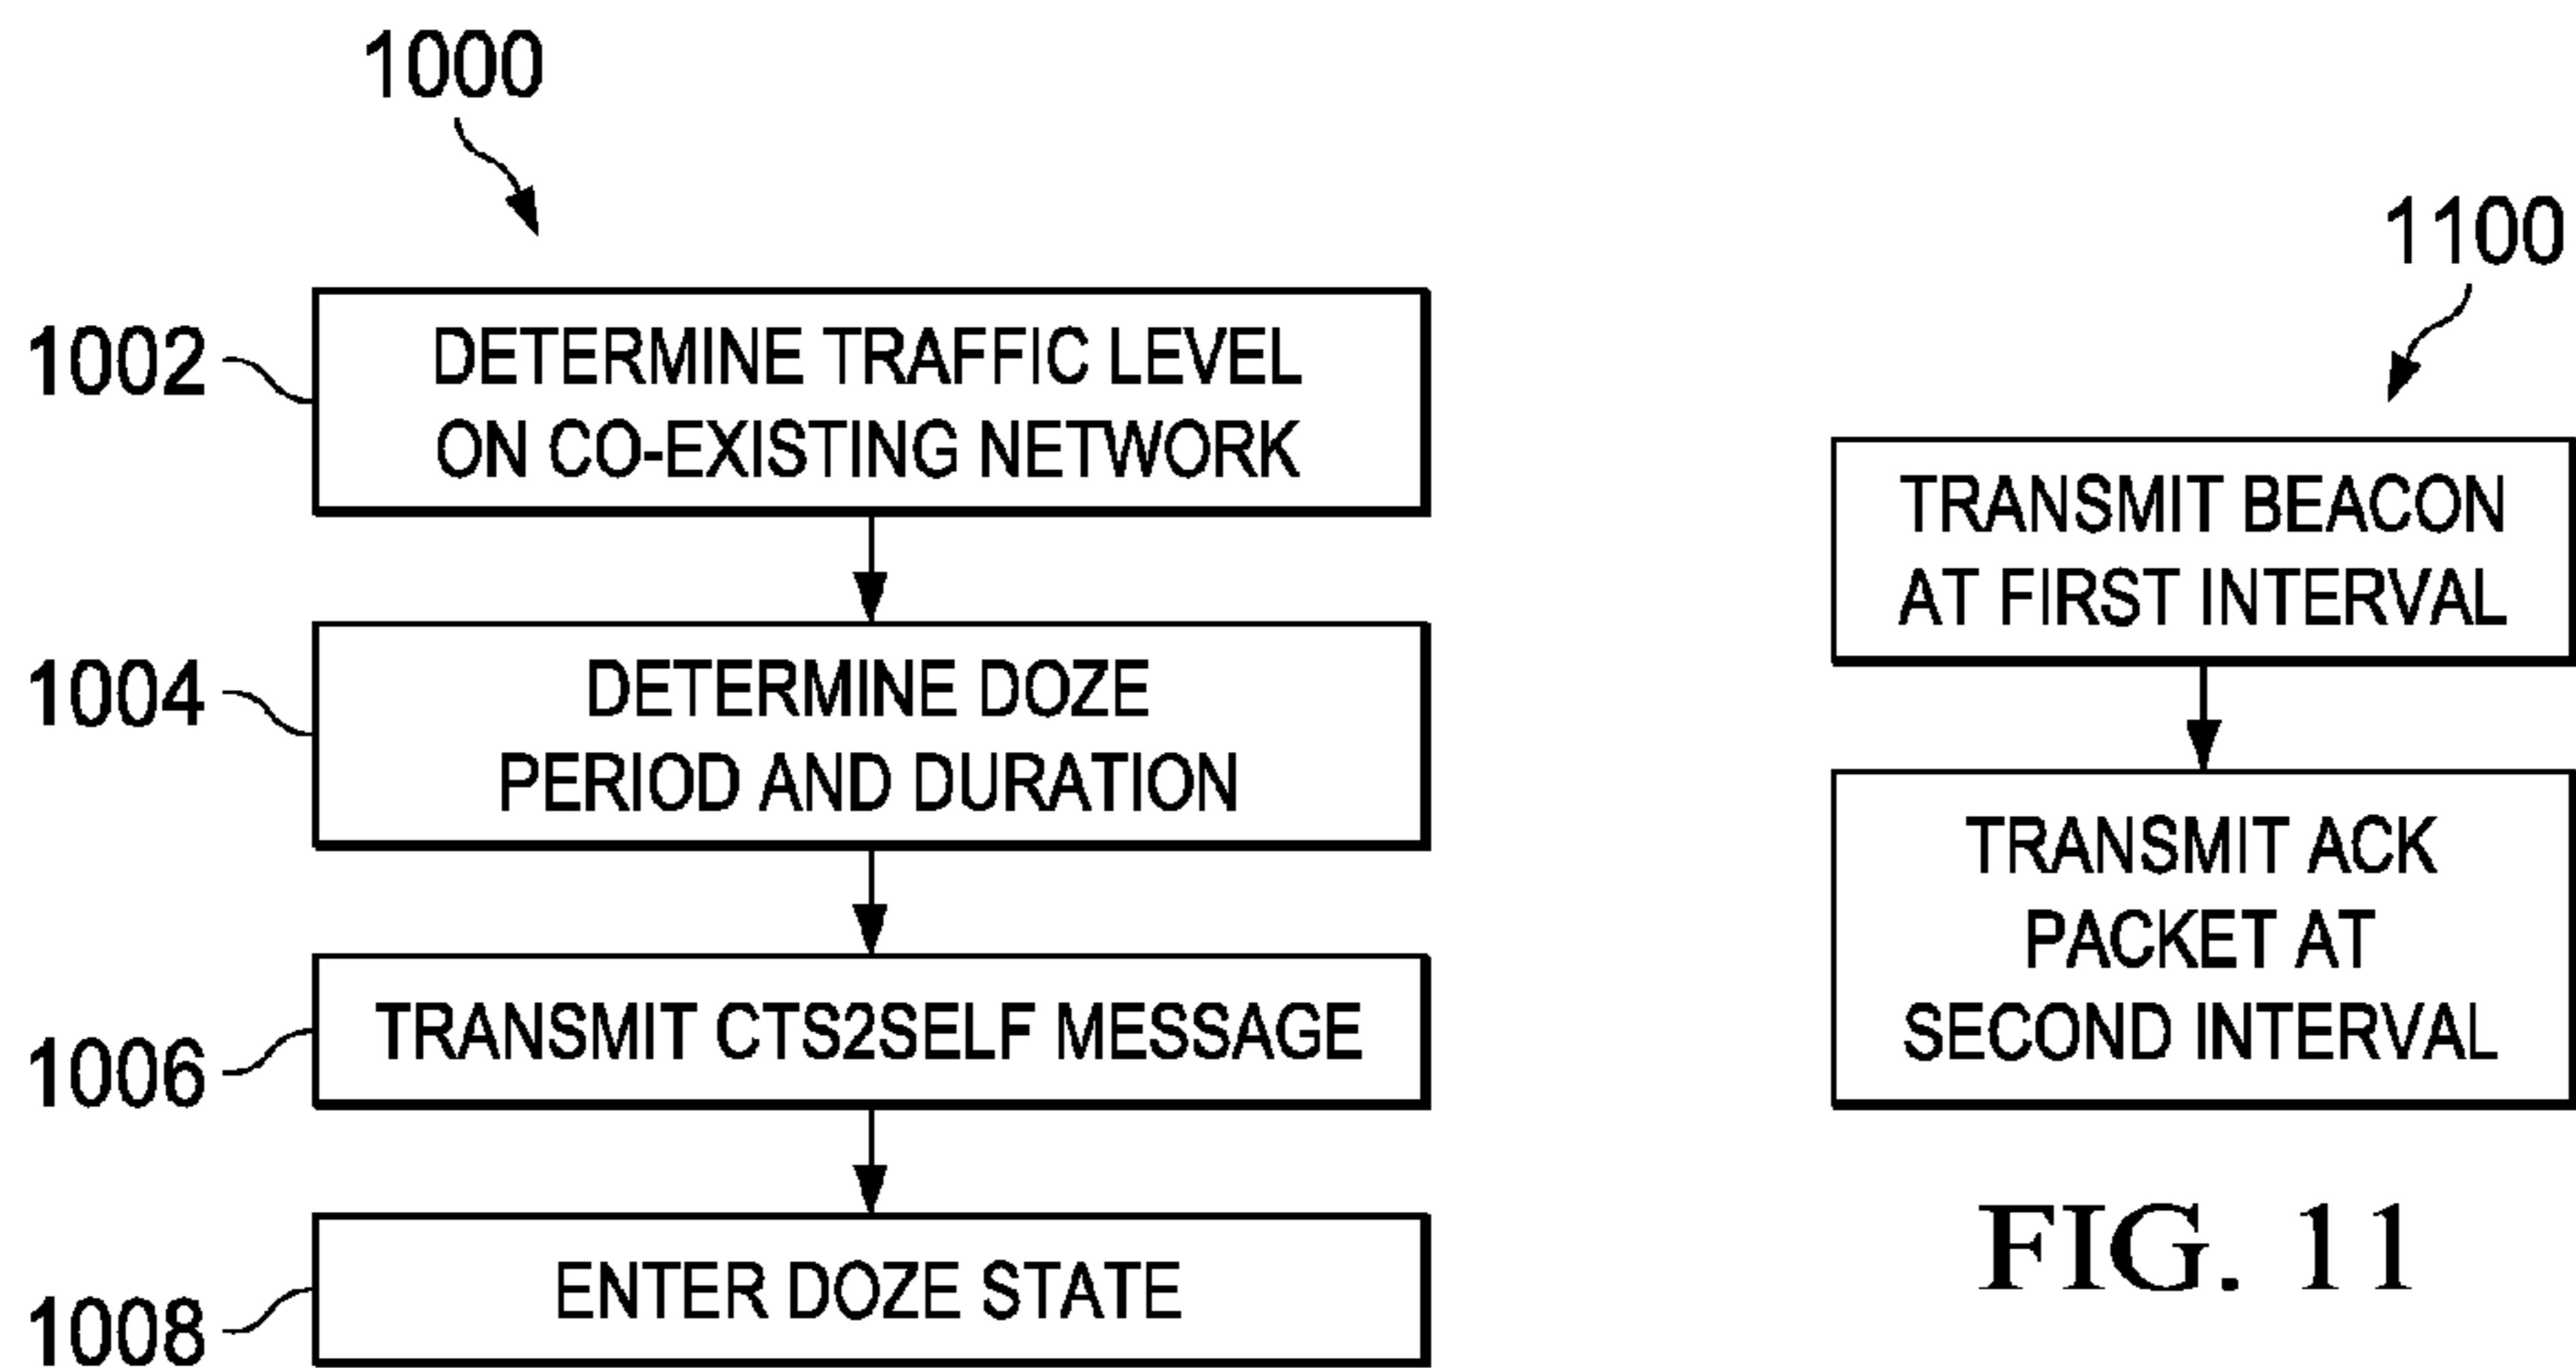 1000
1002
DETERMINE TRAFFIC LEVEL
ON CO-EXISTING NETWORK
1004
DETERMINE DOZE
PERIOD AND DURATION
1006
TRANSMIT CTS2SELF MESSAGE
1008
ENTER DOZE STATE
1100
TRANSMIT BEACON
AT FIRST INTERVAL
TRANSMIT ACK
PACKET AT
SECOND INTERVAL
FIG. 11